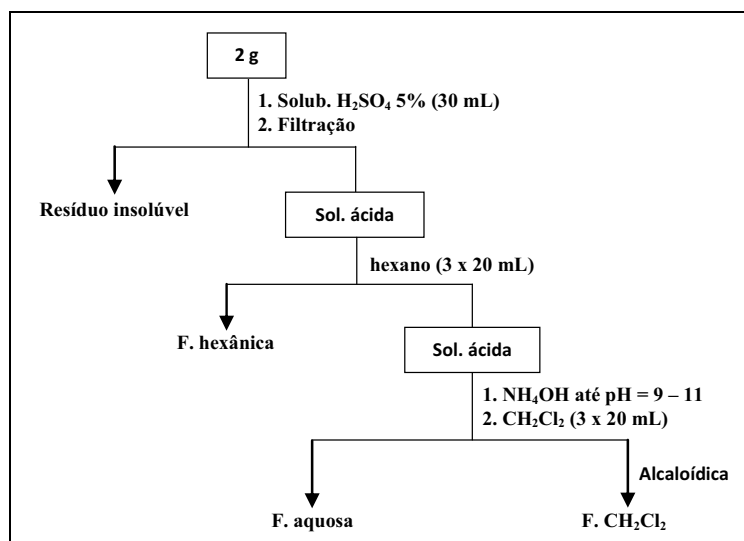 2 g
1. Solub. H₂SO₄ 5% (30 mL)
2. Filtração
Resíduo insolúvel
Sol. ácida
hexano (3 x 20 mL)
F. hexânica
Sol. ácida
1. NH₄OH até pH = 9 – 11
2. CH₂Cl₂ (3 x 20 mL)
Alcaloídica
F. aquosa
F. CH₂Cl₂